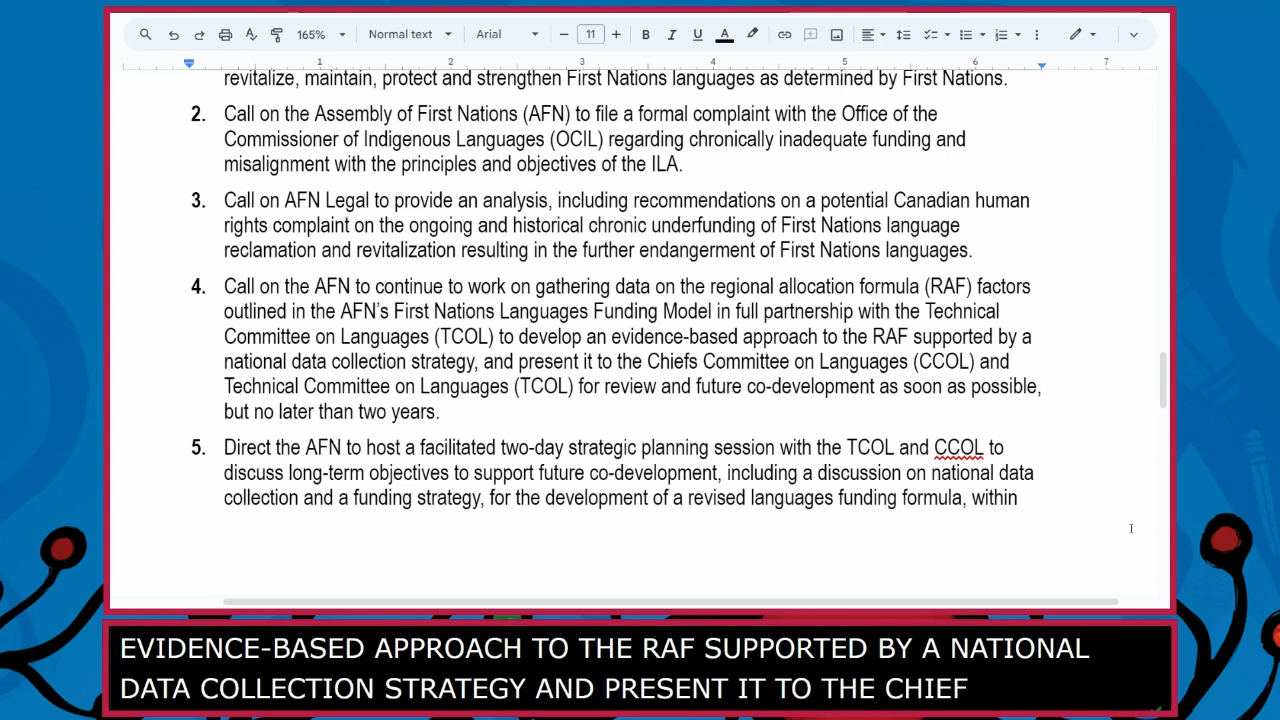 165%
Normal text
Arial
11
B I U A
1 2 3 4 5 6 7
revitalize, maintain, protect and strengthen First Nations languages as determined by First Nations.
2. Call on the Assembly of First Nations (AFN) to file a formal complaint with the Office of the
Commissioner of Indigenous Languages (OCIL) regarding chronically inadequate funding and
misalignment with the principles and objectives of the ILA.
3. Call on AFN Legal to provide an analysis, including recommendations on a potential Canadian human
rights complaint on the ongoing and historical chronic underfunding of First Nations language
reclamation and revitalization resulting in the further endangerment of First Nations languages.
4. Call on the AFN to continue to work on gathering data on the regional allocation formula (RAF) factors
outlined in the AFN’s First Nations Languages Funding Model in full partnership with the Technical
Committee on Languages (TCOL) to develop an evidence-based approach to the RAF supported by a
national data collection strategy, and present it to the Chiefs Committee on Languages (CCOL) and
Technical Committee on Languages (TCOL) for review and future co-development as soon as possible,
but no later than two years.
5. Direct the AFN to host a facilitated two-day strategic planning session with the TCOL and CCOL to
discuss long-term objectives to support future co-development, including a discussion on national data
collection and a funding strategy, for the development of a revised languages funding formula, within
EVIDENCE-BASED APPROACH TO THE RAF SUPPORTED BY A NATIONAL
DATA COLLECTION STRATEGY AND PRESENT IT TO THE CHIEF